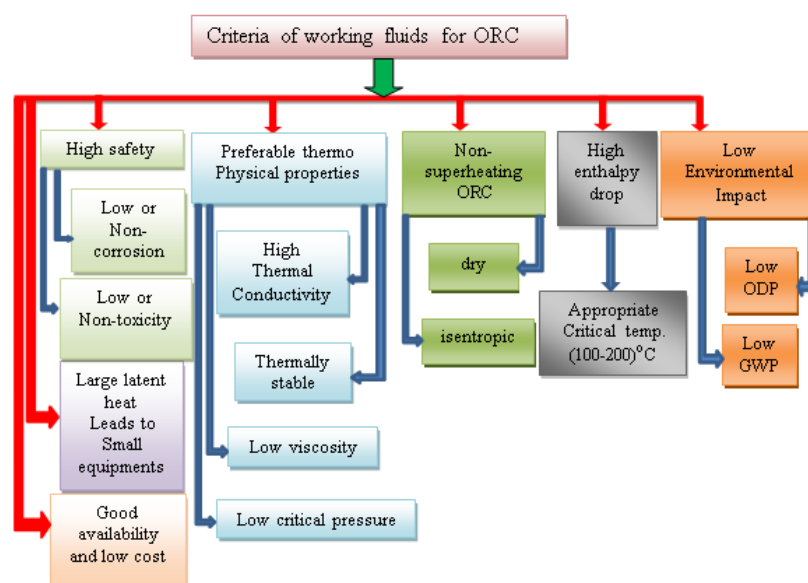 Criteria of working fluids for ORC
High safety
Low or
Non-
corrosion
Low or
Non-toxicity
Large latent
heat
Leads to
Small
equipments
Good
availability
and low cost
Preferable thermo
Physical properties
High
Thermal
Conductivity
Thermally
stable
Low viscosity
Low critical pressure
Non-
superheating
ORC
dry
isentropic
High
enthalpy
drop
Appropriate
Critical temp.
(100-200)°C
Low
Environmental
Impact
Low
ODP
Low
GWP